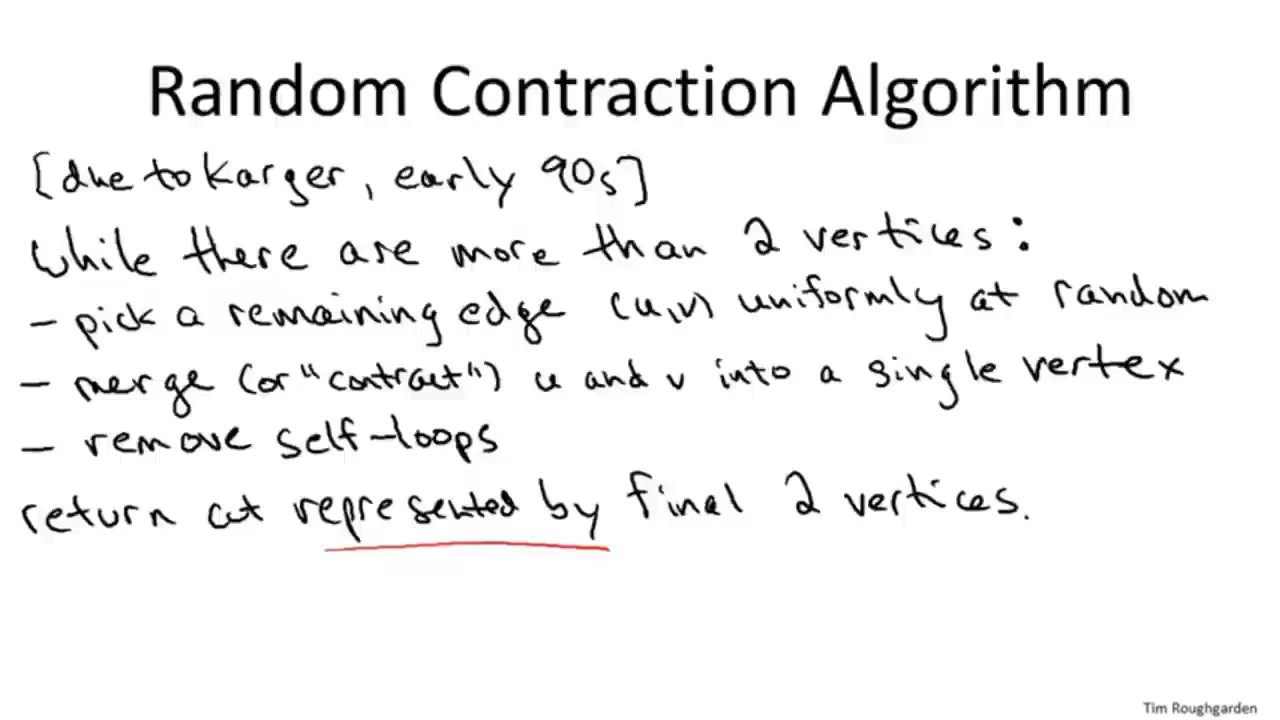 Random Contraction Algorithm
[due to Karger, early 90s]
While there are more than 2 vertices:
- pick a remaining edge (u,v) uniformly at random
- merge (or "contract") u and v into a single vertex
- remove self-loops
return cut represented by final 2 vertices.
Tim Roughgarden